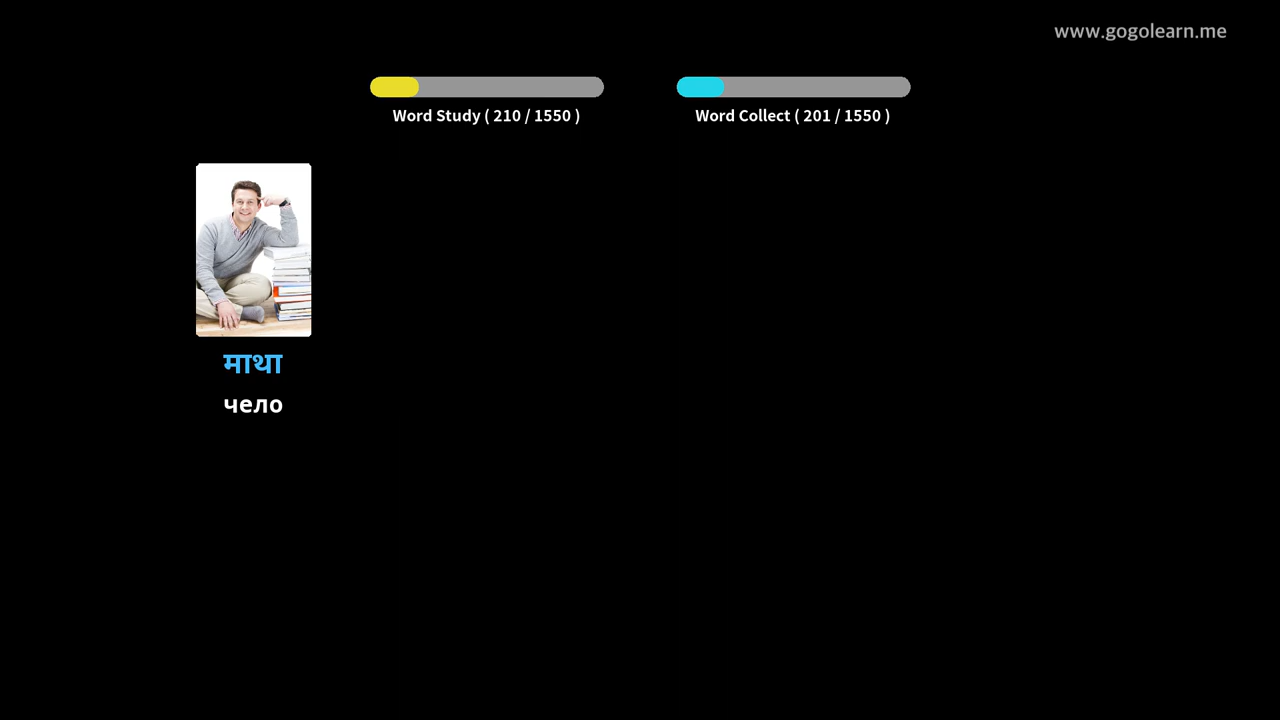 www.gogolearn.me
Word Study ( 210 / 1550 )
Word Collect ( 201 / 1550 )
माथा
чело